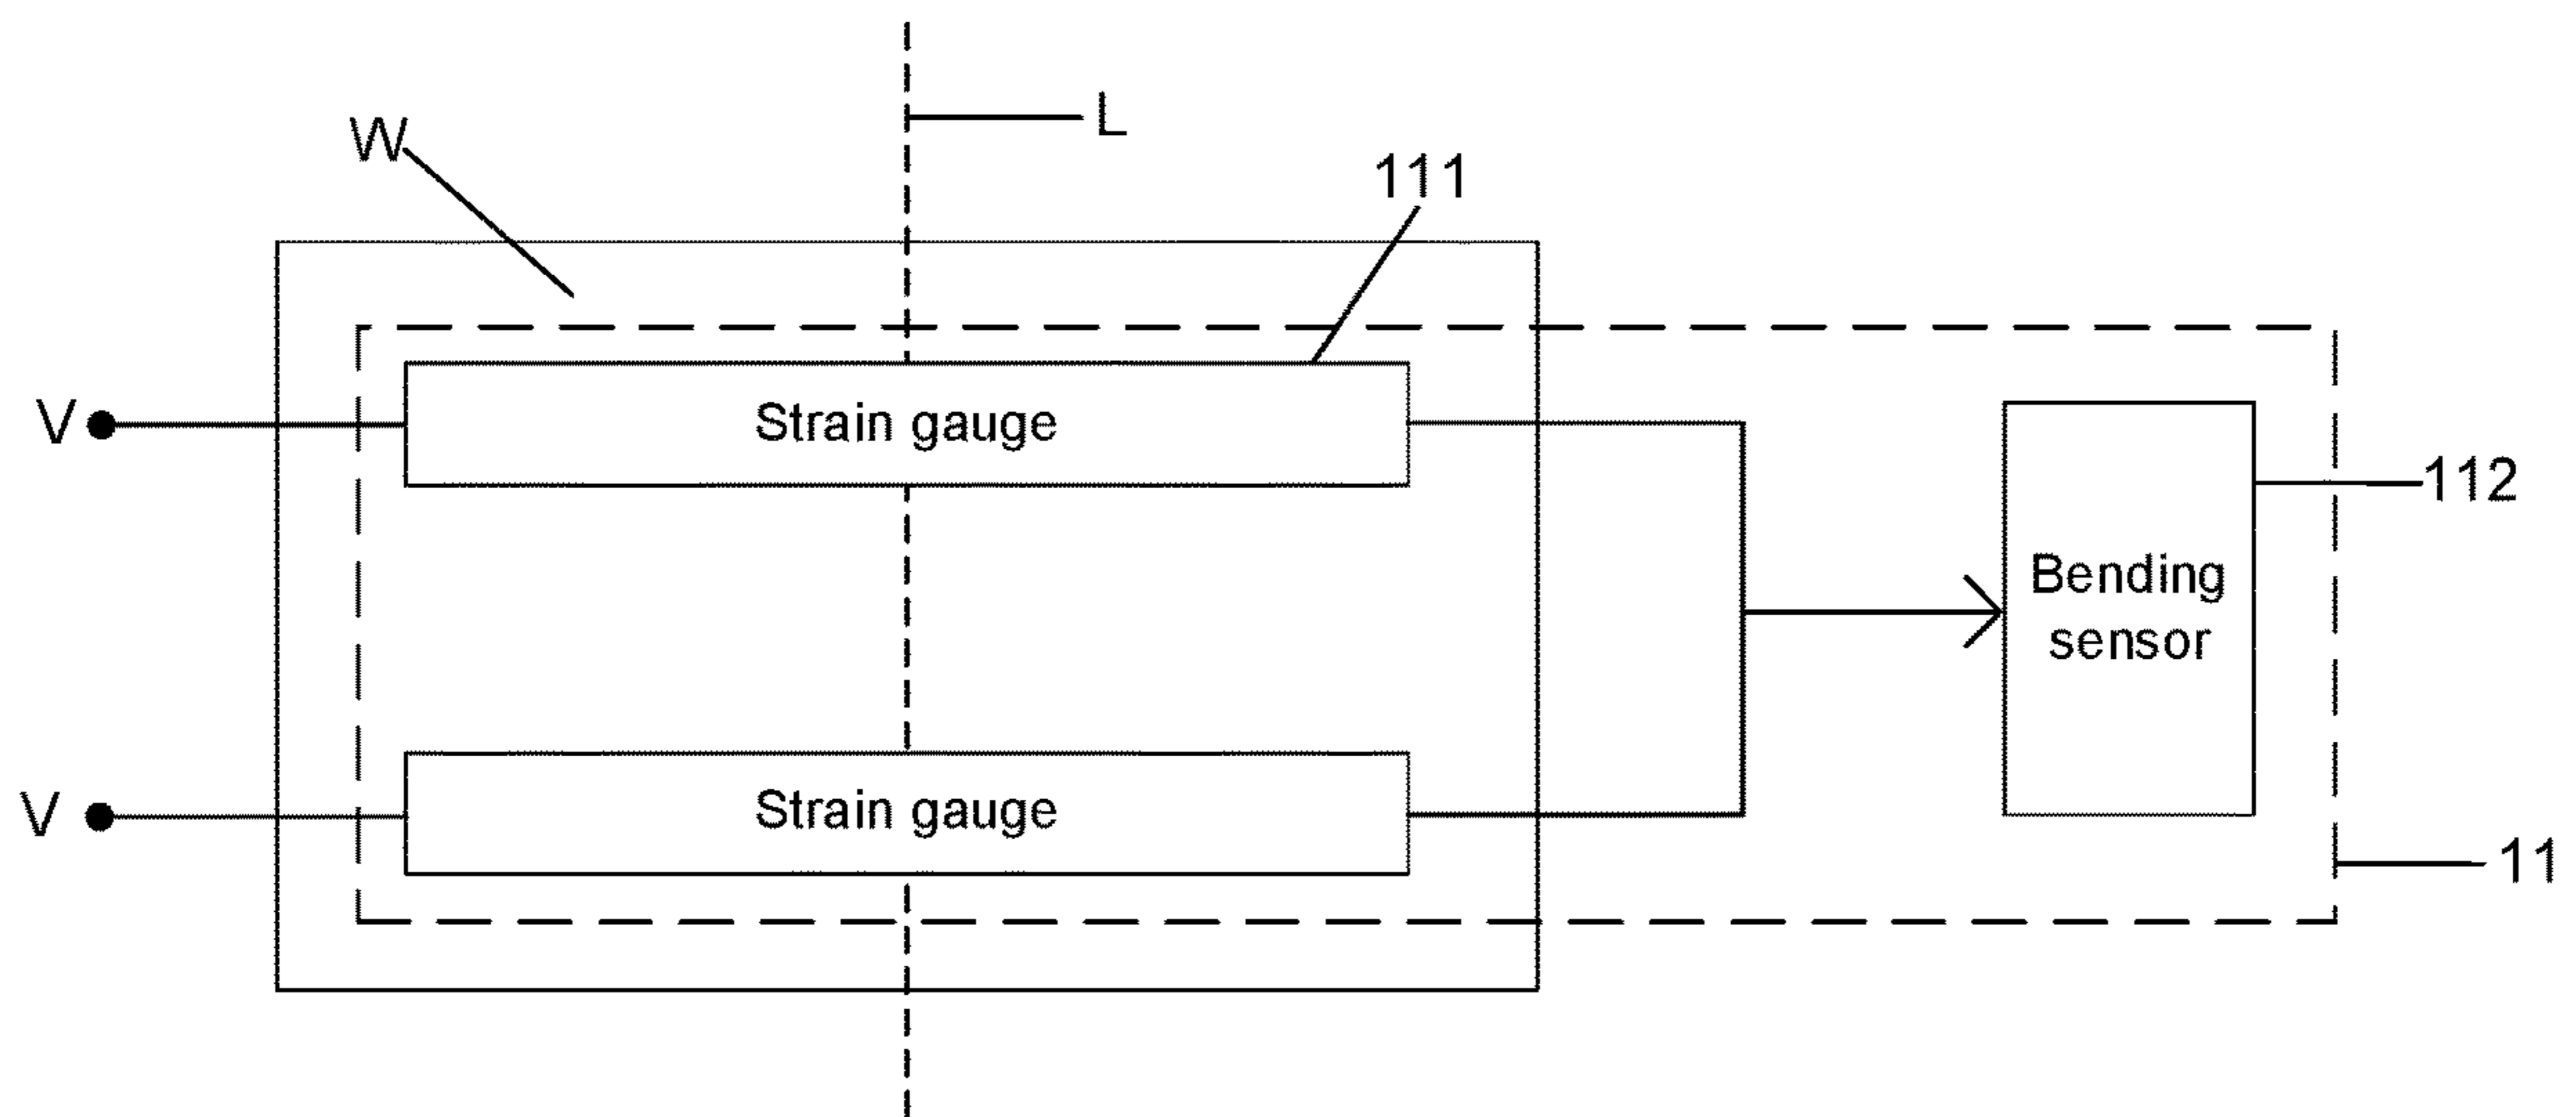 L
W
111
V
Strain gauge
112
Bending
sensor
V
Strain gauge
11